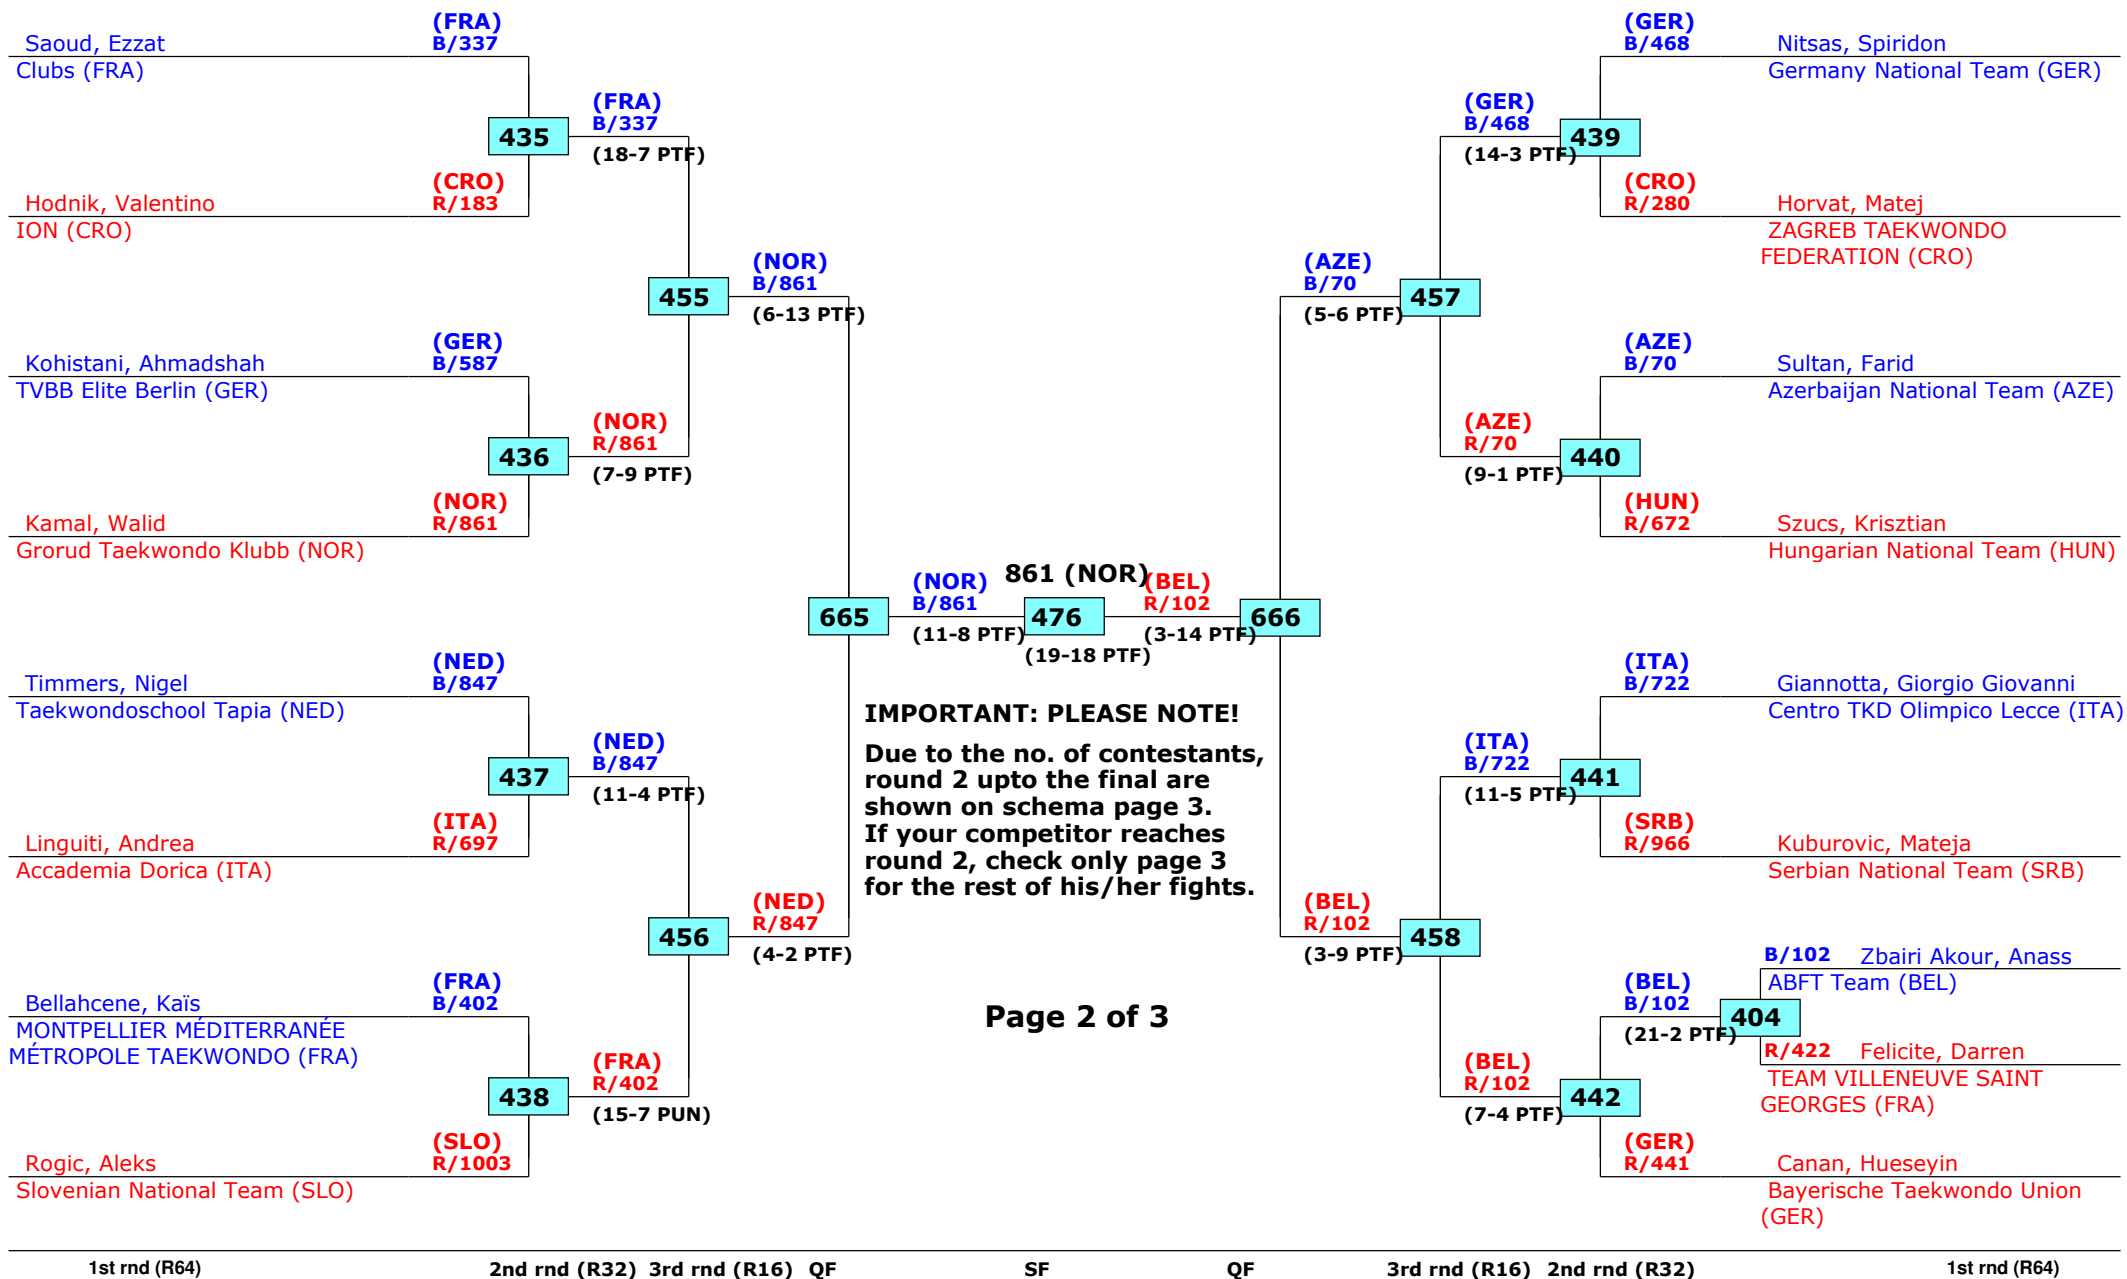 (FRA)
Saoud, Ezzat B/337
Clubs (FRA)
(FRA)
B/337
435
(18-7 PTF)
(CRO)
Hodnik, Valentino R/183
ION (CRO)
(NOR)
B/861
455
(6-13 PTF)
(GER)
Kohistani, Ahmadshah B/587
TVBB Elite Berlin (GER)
(NOR)
R/861
436
(7-9 PTF)
(NOR)
Kamal, Walid R/861
Grorud Taekwondo Klubb (NOR)
665
(NOR)
B/861
(11-8 PTF)
861 (NOR)
476
(19-18 PTF)
(BEL)
R/102
(3-14 PTF)
666
(NED)
Timmers, Nigel B/847
Taekwondoschool Tapia (NED)
(NED)
B/847
437
(11-4 PTF)
(ITA)
Linguiti, Andrea R/697
Accademia Dorica (ITA)
(NED)
R/847
456
(4-2 PTF)
(FRA)
Bellahcene, Kaïs B/402
MONTPELLIER MÉDITERRANÉE
MÉTROPOLE TAEKWONDO (FRA)
(FRA)
R/402
438
(15-7 PUN)
(SLO)
Rogic, Aleks R/1003
Slovenian National Team (SLO)
IMPORTANT: PLEASE NOTE!
Due to the no. of contestants,
round 2 upto the final are
shown on schema page 3.
If your competitor reaches
round 2, check only page 3
for the rest of his/her fights.
Page 2 of 3
(GER)
B/468 Nitsas, Spiridon
Germany National Team (GER)
(GER)
B/468
439
(14-3 PTF)
(CRO)
R/280 Horvat, Matej
ZAGREB TAEKWONDO
FEDERATION (CRO)
(AZE)
B/70
457
(5-6 PTF)
(AZE)
B/70 Sultan, Farid
Azerbaijan National Team (AZE)
(AZE)
R/70
440
(9-1 PTF)
(HUN)
R/672 Szucs, Krisztian
Hungarian National Team (HUN)
(ITA)
B/722 Giannotta, Giorgio Giovanni
Centro TKD Olimpico Lecce (ITA)
(ITA)
B/722
441
(11-5 PTF)
(SRB)
R/966 Kuburovic, Mateja
Serbian National Team (SRB)
(BEL)
R/102
458
(3-9 PTF)
B/102 Zbairi Akour, Anass
ABFT Team (BEL)
(BEL)
B/102
404
(21-2 PTF)
R/422 Felicite, Darren
TEAM VILLENEUVE SAINT
GEORGES (FRA)
(BEL)
R/102
442
(7-4 PTF)
(GER)
R/441 Canan, Hueseyin
Bayerische Taekwondo Union
(GER)
1st rnd (R64) 2nd rnd (R32) 3rd rnd (R16) QF SF QF 3rd rnd (R16) 2nd rnd (R32) 1st rnd (R64)